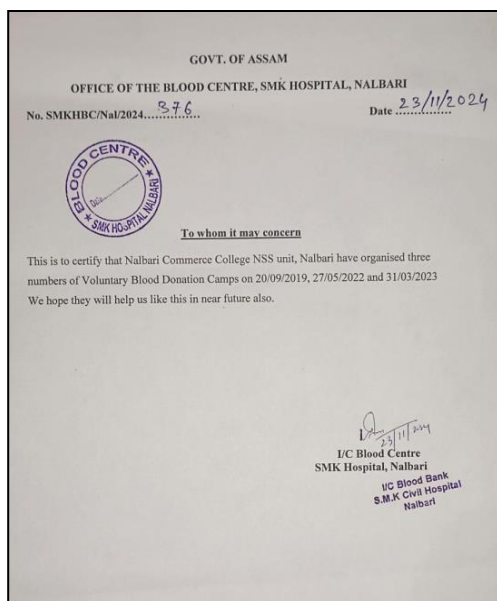 GOVT. OF ASSAM
OFFICE OF THE BLOOD CENTRE, SMK HOSPITAL, NALBARI
No. SMKHBC/Nal/2024....376....
Date 23/11/2024
BLOOD CENTRE
SMK HOSPITAL NALBARI
To whom it may concern
This is to certify that Nalbari Commerce College NSS unit, Nalbari have organised three
numbers of Voluntary Blood Donation Camps on 20/09/2019, 27/05/2022 and 31/03/2023
We hope they will help us like this in near future also.
23/11/2024
I/C Blood Centre
SMK Hospital, Nalbari
I/C Blood Bank
S.M.K Civil Hospital
Nalbari